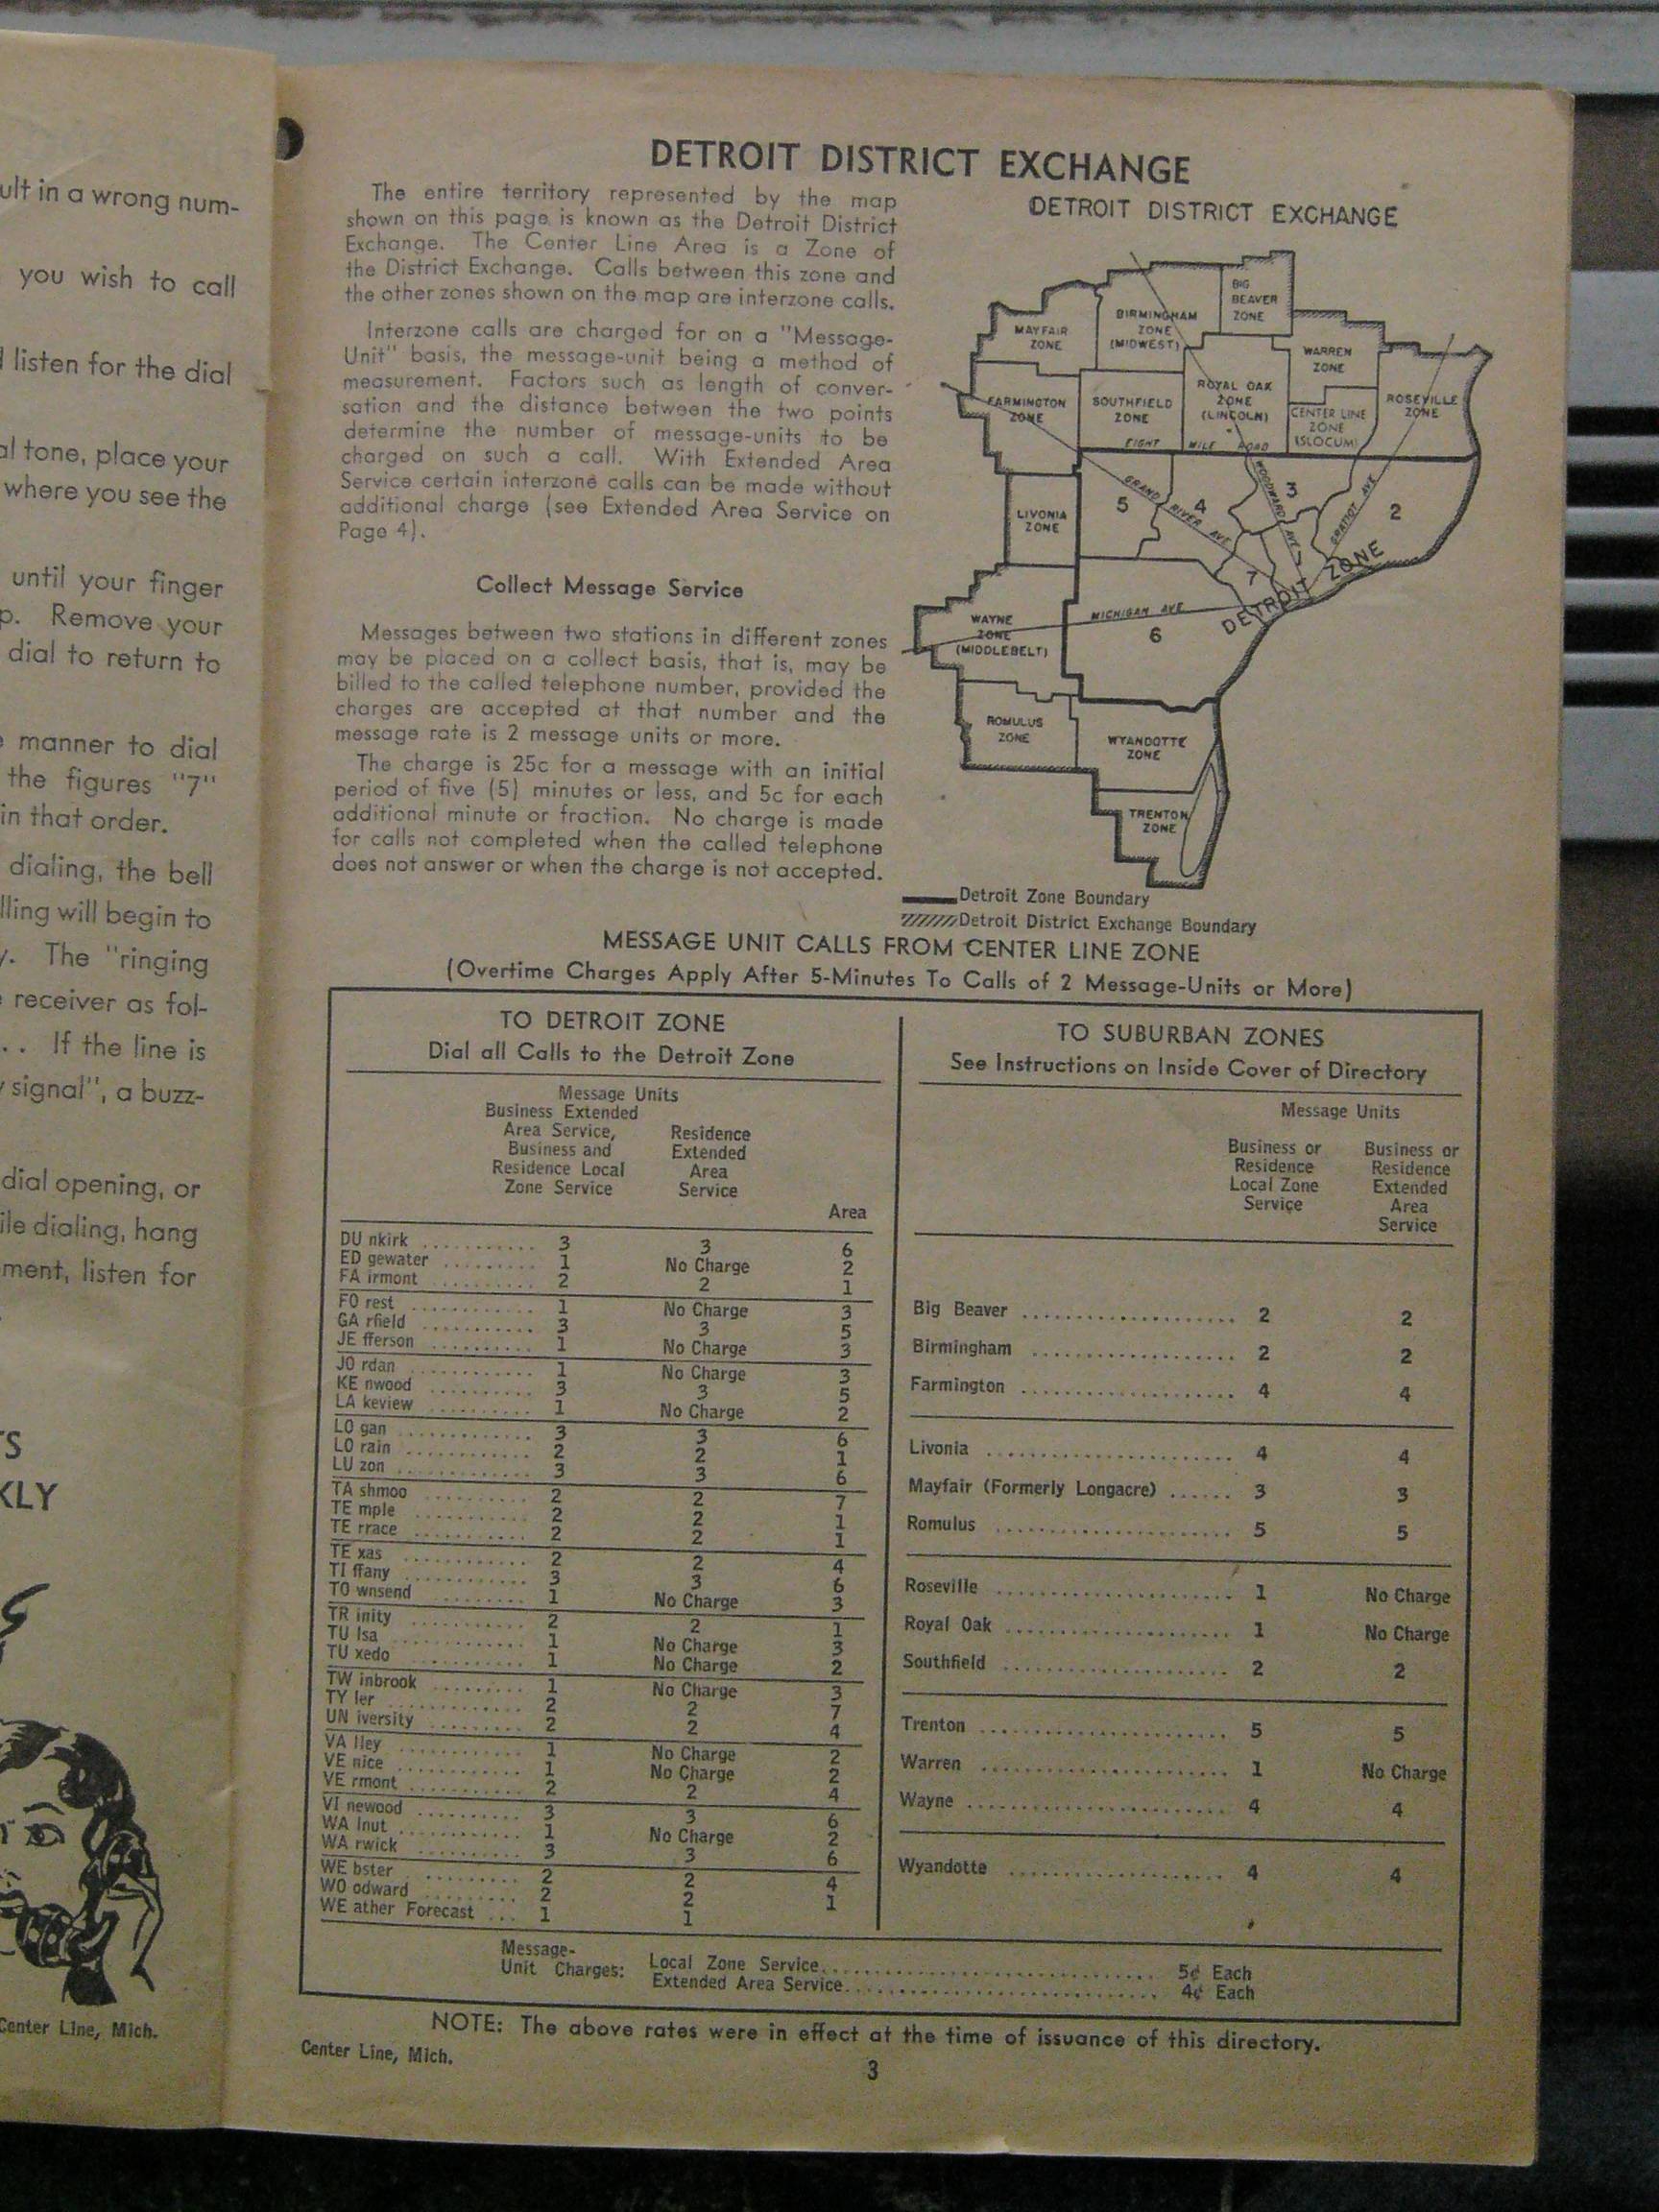 ult in a wrong num-
you wish to call
listen for the dial
al tone, place your
where you see the
until your finger
p. Remove your
dial to return to
manner to dial
the figures "7"
in that order.
dialing, the bell
lling will begin to
y. The "ringing
receiver as fol-
. . If the line is
signal", a buzz-
dial opening, or
ile dialing, hang
ment, listen for
TS
KLY
Center Line, Mich.
DETROIT DISTRICT EXCHANGE
The entire territory represented by the map
shown on this page is known as the Detroit District
Exchange. The Center Line Area is a Zone of
the District Exchange. Calls between this zone and
the other zones shown on the map are interzone calls.
Interzone calls are charged for on a "Message-
Unit" basis, the message-unit being a method of
measurement. Factors such as length of conver-
sation and the distance between the two points
determine the number of message-units to be
charged on such a call. With Extended Area
Service certain interzone calls can be made without
additional charge (see Extended Area Service on
Page 4).
Collect Message Service
Messages between two stations in different zones
may be placed on a collect basis, that is, may be
billed to the called telephone number, provided the
charges are accepted at that number and the
message rate is 2 message units or more.
The charge is 25c for a message with an initial
period of five (5) minutes or less, and 5c for each
additional minute or fraction. No charge is made
for calls not completed when the called telephone
does not answer or when the charge is not accepted.
DETROIT DISTRICT EXCHANGE
BIG
BEAVER
ZONE
BIRMINGHAM
ZONE
(MIDWEST)
MAYFAIR
ZONE
WARREN
ZONE
FARMINGTON
ZONE
SOUTHFIELD
ZONE
ROYAL OAK
ZONE
(LINCOLN)
CENTER LINE
ZONE
(SLOCUM)
ROSEVILLE
ZONE
EIGHT MILE ROAD
LIVONIA
ZONE
5
4
3
2
GRAND RIVER AVE
WOODWARD AVE
GRATIOT AVE
7
DETROIT ZONE
MICHIGAN AVE
6
WAYNE
ZONE
(MIDDLEBELT)
ROMULUS
ZONE
WYANDOTTE
ZONE
TRENTON
ZONE
Detroit Zone Boundary
Detroit District Exchange Boundary
MESSAGE UNIT CALLS FROM CENTER LINE ZONE
(Overtime Charges Apply After 5-Minutes To Calls of 2 Message-Units or More)
TO DETROIT ZONE
Dial all Calls to the Detroit Zone
Message Units
Business Extended
Area Service, Residence
Business and Extended
Residence Local Area
Zone Service Service
Area
DU nkirk ........... 3 3 6
ED gewater ......... 1 No Charge 2
FA irmont .......... 2 2 1
FO rest ............ 1 No Charge 3
GA rfield ........... 3 3 5
JE fferson .......... 1 No Charge 3
JO rdan ............ 1 No Charge 3
KE nwood .......... 3 3 5
LA keview .......... 1 No Charge 2
LO gan ............. 3 3 6
LO rain ............ 2 2 1
LU zon ............. 3 3 6
TA shmoo .......... 2 2 7
TE mple ........... 2 2 1
TE rrace ........... 2 2 1
TE xas ............ 2 2 4
TI ffany ........... 3 3 6
TO wnsend ......... 1 No Charge 3
TR inity ........... 2 2 1
TU lsa ............. 1 No Charge 3
TU xedo ........... 1 No Charge 2
TW inbrook ......... 1 No Charge 3
TY ler ............. 2 2 7
UN iversity ......... 2 2 4
VA lley ............ 1 No Charge 2
VE nice ............ 1 No Charge 2
VE rmont .......... 2 2 4
VI newood ......... 3 3 6
WA lnut ........... 1 No Charge 2
WA rwick .......... 3 3 6
WE bster .......... 2 2 4
WO odward ........ 2 2 1
WE ather Forecast ... 1 1
TO SUBURBAN ZONES
See Instructions on Inside Cover of Directory
Message Units
Business or Business or
Residence Residence
Local Zone Extended
Service Area
Service
Big Beaver .................... 2 2
Birmingham ................... 2 2
Farmington ................... 4 4
Livonia ....................... 4 4
Mayfair (Formerly Longacre) ...... 3 3
Romulus ...................... 5 5
Roseville ...................... 1 No Charge
Royal Oak ..................... 1 No Charge
Southfield ..................... 2 2
Trenton ....................... 5 5
Warren ....................... 1 No Charge
Wayne ........................ 4 4
Wyandotte .................... 4 4
Message-
Unit Charges: Local Zone Service.............................. 5¢ Each
Extended Area Service............................ 4¢ Each
NOTE: The above rates were in effect at the time of issuance of this directory.
Center Line, Mich.
3